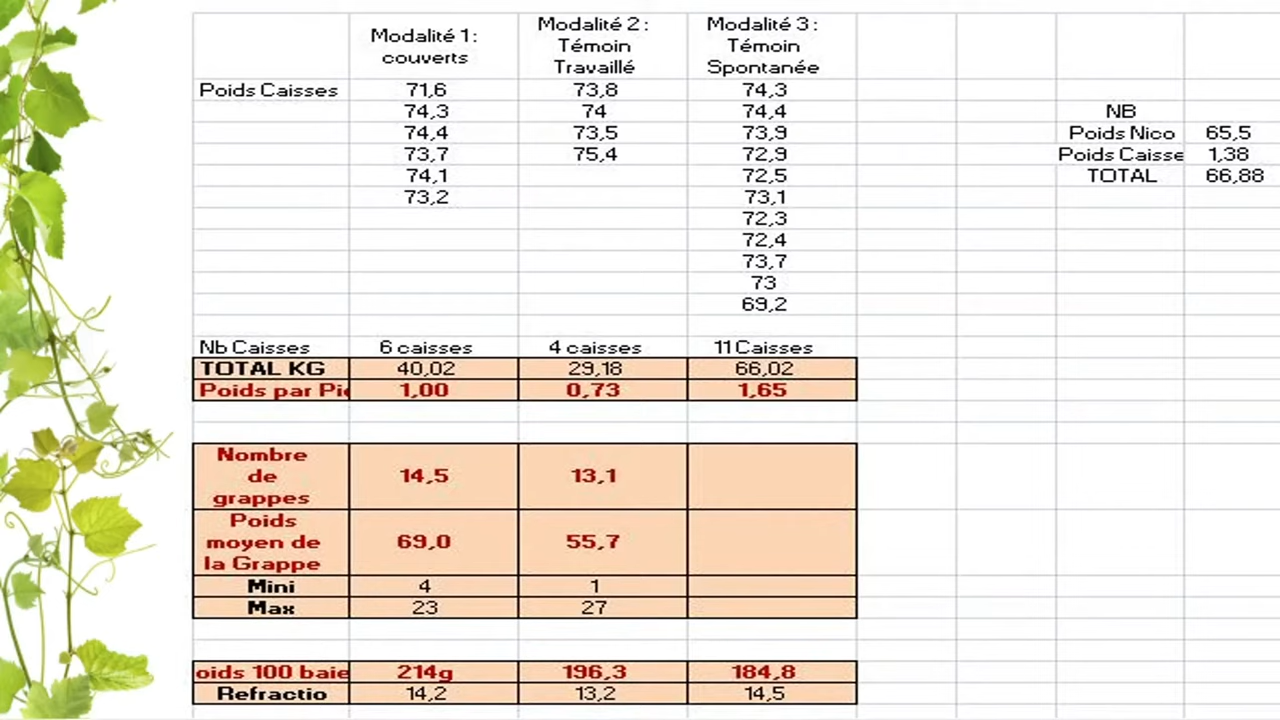 Modalité 1: couverts
Modalité 2: Témoin Travaillé
Modalité 3: Témoin Spontanée
Poids Caisses 71,6 73,8 74,3
74,3 74 74,4 NB
74,4 73,5 73,9 Poids Nico 65,5
73,7 75,4 72,9 Poids Caisse 1,38
74,1 72,5 TOTAL 66,88
73,2 73,1
72,3
72,4
73,7
73
69,2
Nb Caisses 6 caisses 4 caisses 11 Caisses
TOTAL KG 40,02 29,18 66,02
Poids par Pie 1,00 0,73 1,65
Nombre de grappes 14,5 13,1
Poids moyen de la Grappe 69,0 55,7
Mini 4 1
Max 23 27
oids 100 baie 214g 196,3 184,8
Refractio 14,2 13,2 14,5